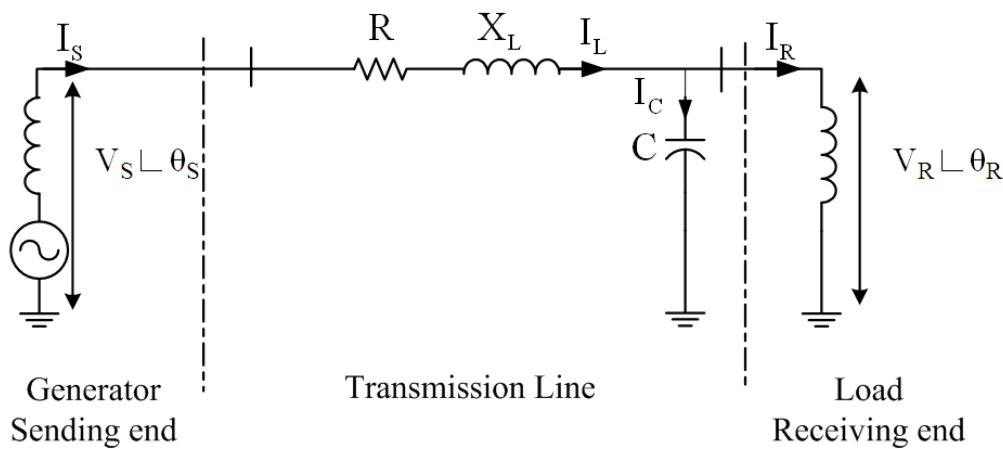 I_S
R
X_L
I_L
I_R
I_C
C
V_S∟θ_S
V_R∟θ_R
Generator
Sending end
Transmission Line
Load
Receiving end